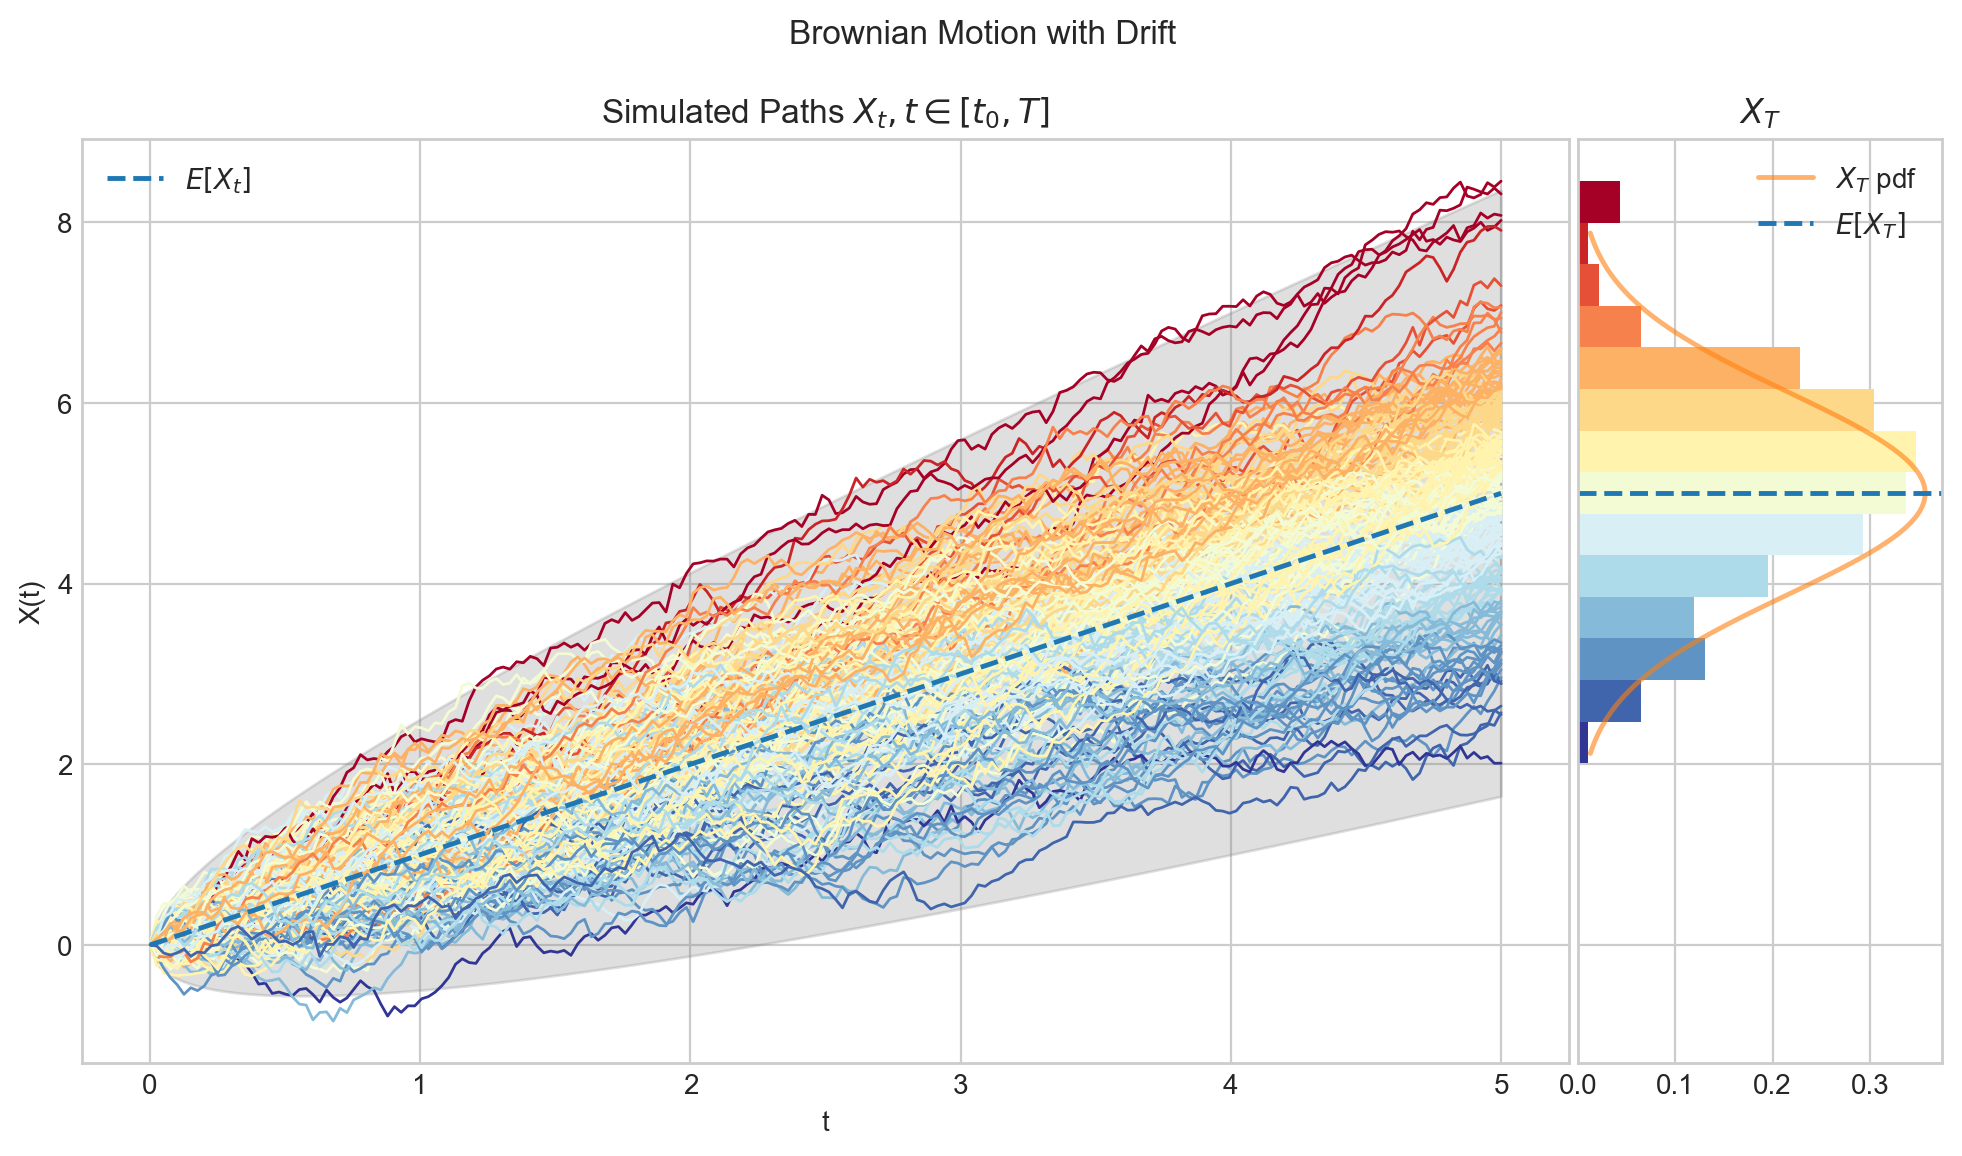 Brownian Motion with Drift
Simulated Paths $X_t, t \in [t_0, T]$
$X_T$
$E[X_t]$
$X_T$ pdf
$E[X_T]$
X(t)
8
6
4
2
0
0 1 2 3 4 5
t
0.0 0.1 0.2 0.3